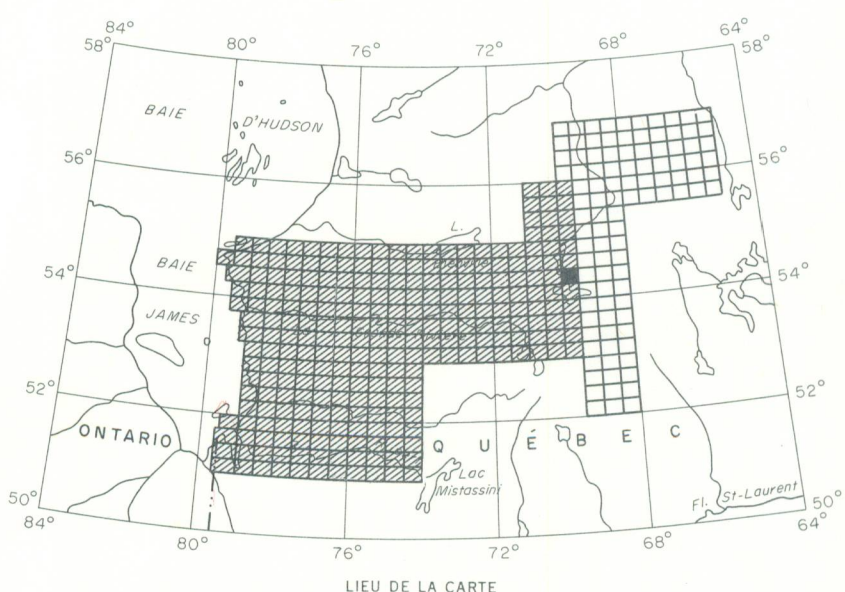 84°
80°
76°
72°
68°
64°
58°
58°
BAIE
D'HUDSON
56°
56°
L.
54°
BAIE
54°
JAMES
52°
52°
ONTARIO
QUÉBEC
Lac
Mistassini
Fl. St-Laurent
50°
50°
84°
80°
76°
72°
68°
64°
LIEU DE LA CARTE